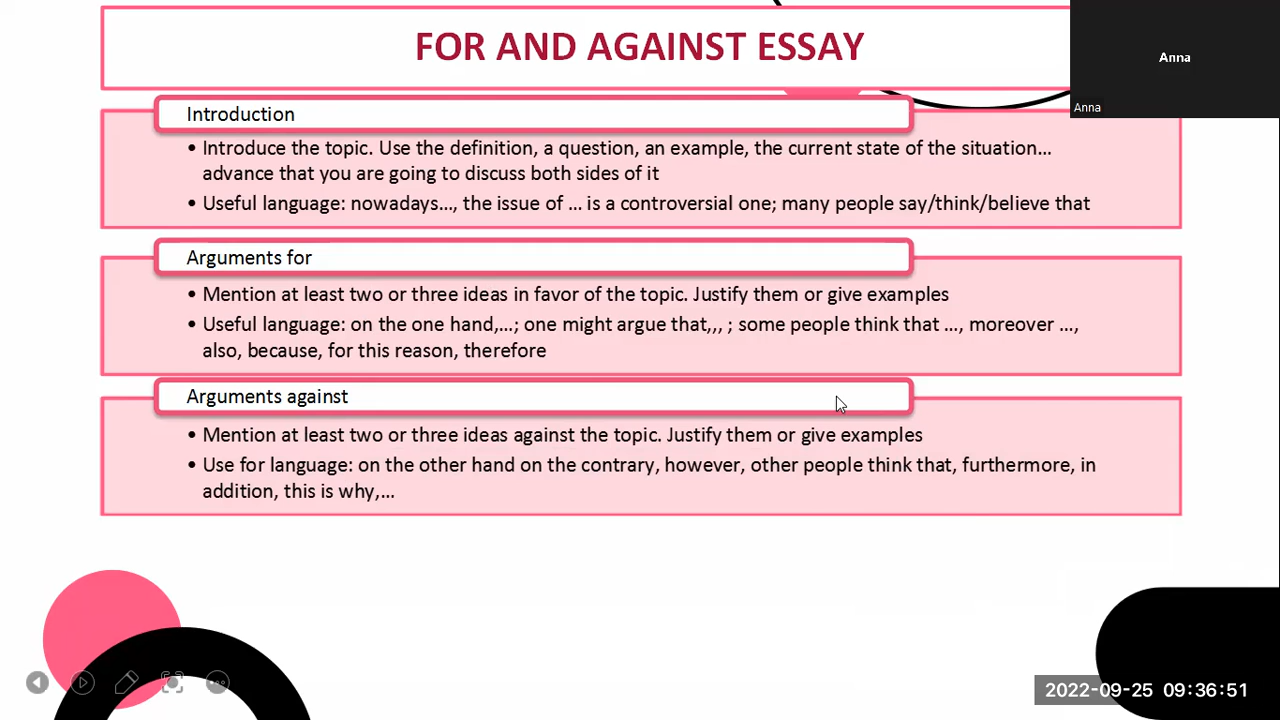 FOR AND AGAINST ESSAY
Anna
Anna
Introduction
• Introduce the topic. Use the definition, a question, an example, the current state of the situation...
advance that you are going to discuss both sides of it
• Useful language: nowadays..., the issue of ... is a controversial one; many people say/think/believe that
Arguments for
• Mention at least two or three ideas in favor of the topic. Justify them or give examples
• Useful language: on the one hand,...; one might argue that,,, ; some people think that ..., moreover ...,
also, because, for this reason, therefore
Arguments against
• Mention at least two or three ideas against the topic. Justify them or give examples
• Use for language: on the other hand on the contrary, however, other people think that, furthermore, in
addition, this is why,...
2022-09-25 09:36:51